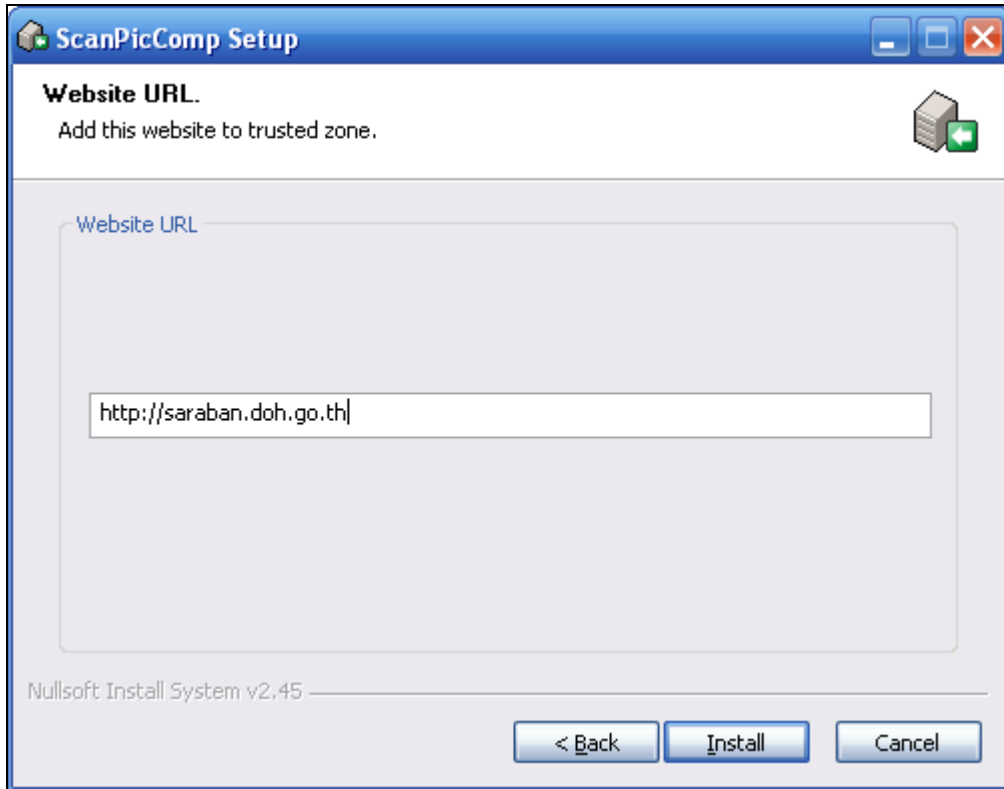 ScanPicComp Setup
Website URL.
Add this website to trusted zone.
Website URL
http://saraban.doh.go.th
Nullsoft Install System v2.45
< Back
Install
Cancel